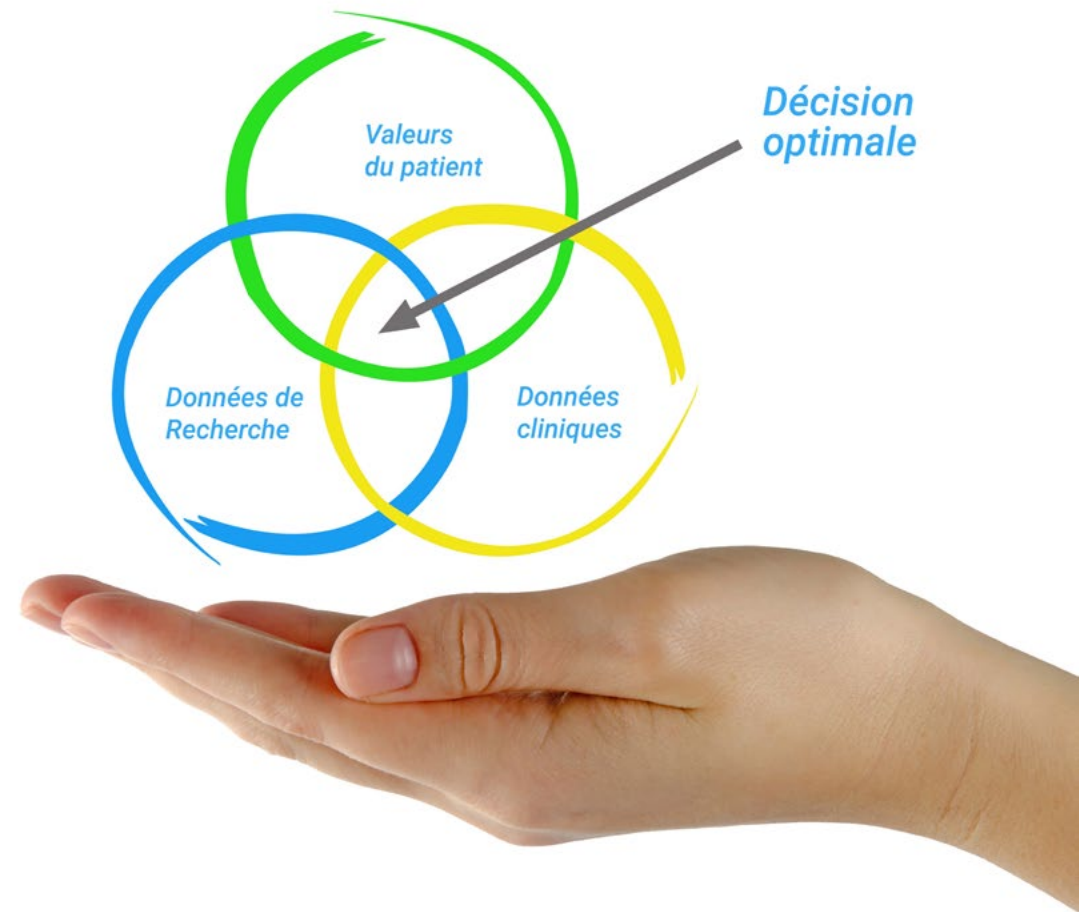 Valeurs
du patient
Décision
optimale
Données de
Recherche
Données
cliniques